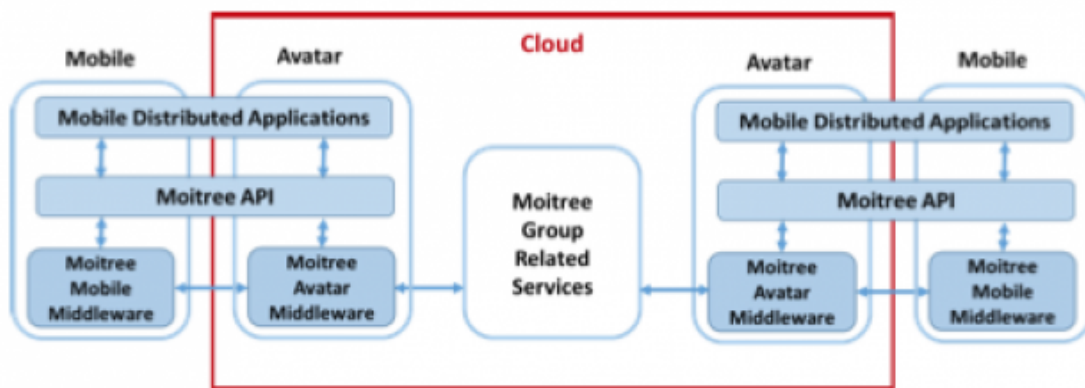 Cloud
Mobile
Avatar
Avatar
Mobile
Mobile Distributed Applications
Mobile Distributed Applications
Moitree API
Moitree API
Moitree
Mobile
Middleware
Moitree
Avatar
Middleware
Moitree
Group
Related
Services
Moitree
Avatar
Middleware
Moitree
Mobile
Middleware